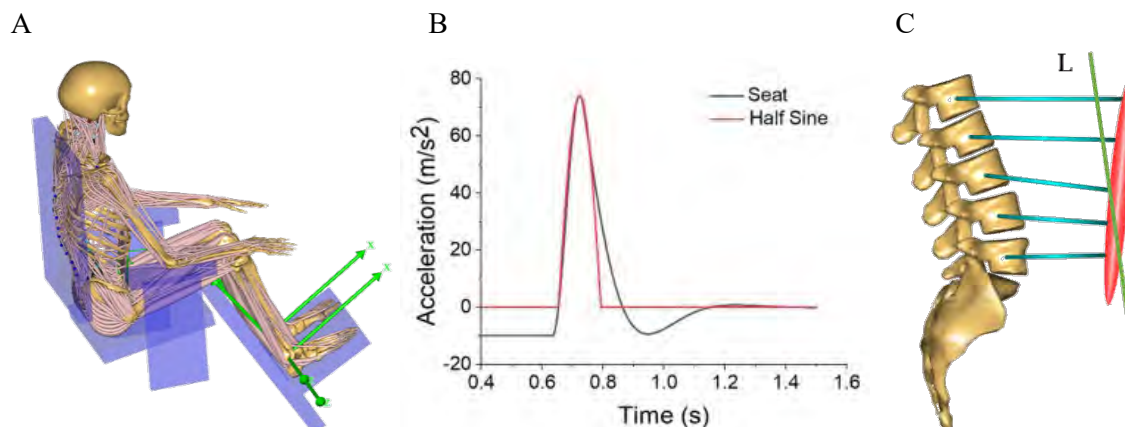 A
x
x
z
B
80
60
40
20
0
-20
Acceleration (m/s²)
Seat
Half Sine
0.4
0.6
0.8
1.0
1.2
1.4
1.6
Time (s)
C
L